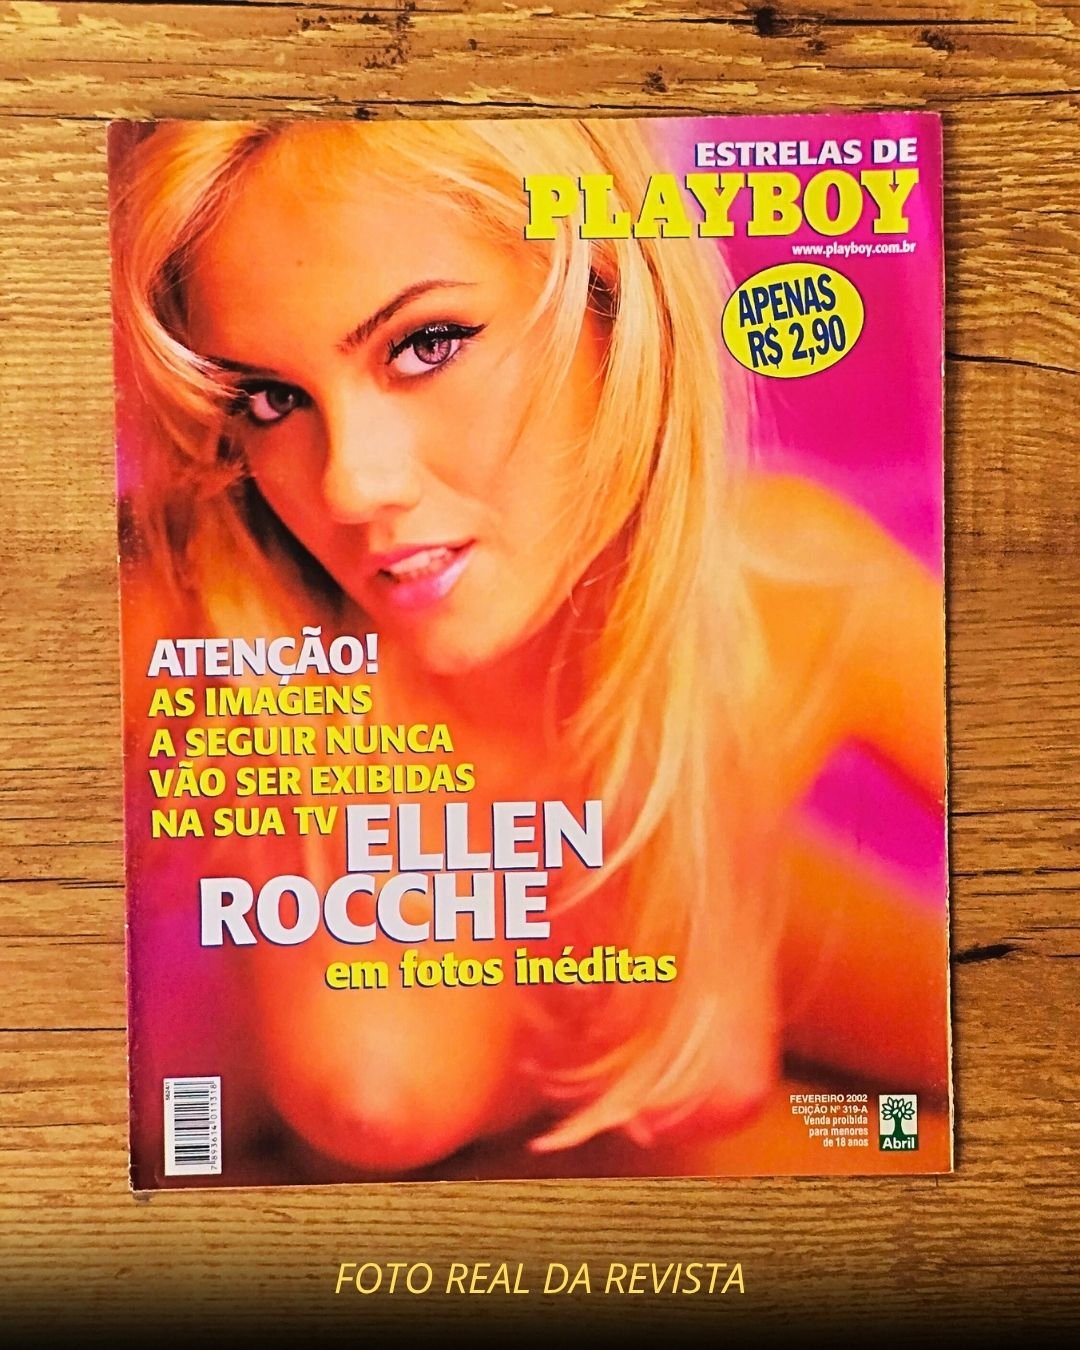 ESTRELAS DE
PLAYBOY
www.playboy.com.br
APENAS
R$ 2,90
ATENÇÃO!
AS IMAGENS
A SEGUIR NUNCA
VÃO SER EXIBIDAS
NA SUA TV
ELLEN
ROCCHE
em fotos inéditas
FEVEREIRO 2002
EDIÇÃO Nº 319-A
Venda proibida
para menores
de 18 anos
Abril
7893614011318
FOTO REAL DA REVISTA